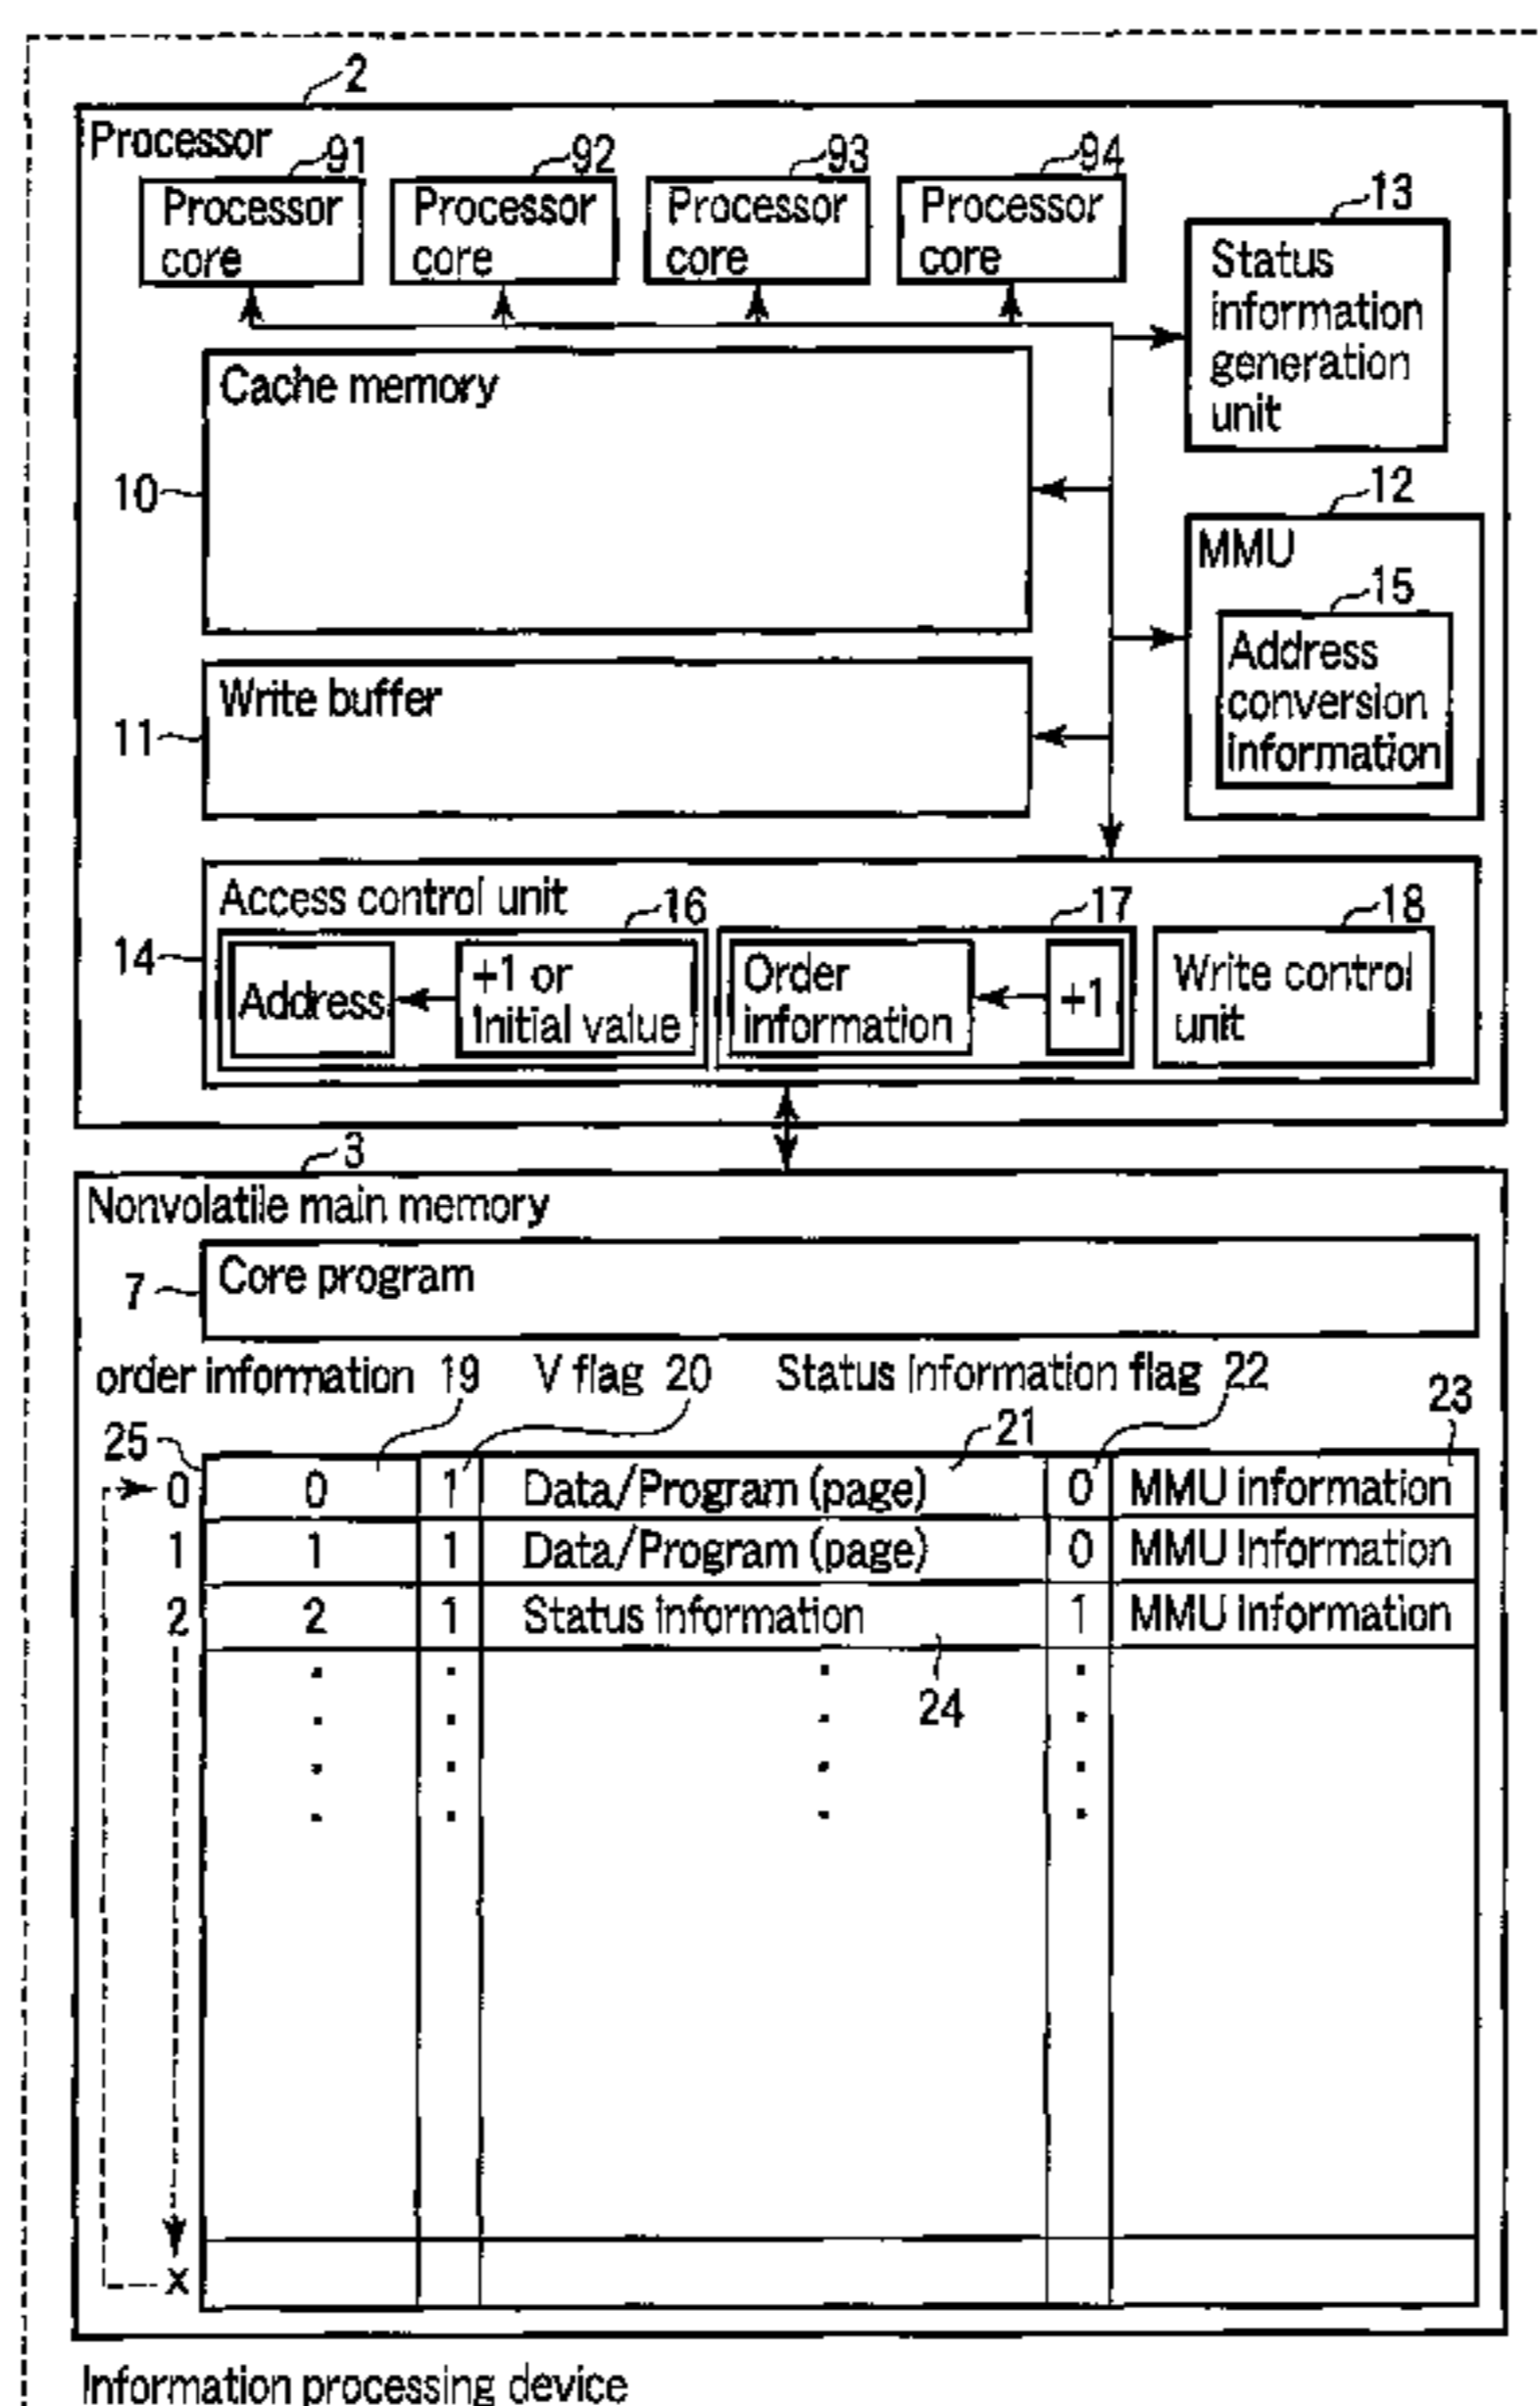 2
Processor
91
92
93
94
Processor
core
Processor
core
Processor
core
Processor
core
13
Status
information
generation
unit
Cache memory
10
12
MMU
15
Address
conversion
information
Write buffer
11
Access control unit
16
17
18
14
Address
+1 or
Initial value
Order
information
+1
Write control
unit
3
Nonvolatile main memory
7
Core program
order information 19 V flag 20 Status Information flag 22
23
25
21
0 0 1 Data/Program (page) 0 MMU information
1 1 1 Data/Program (page) 0 MMU Information
2 2 1 Status Information 1 MMU Information
24
x
Information processing device